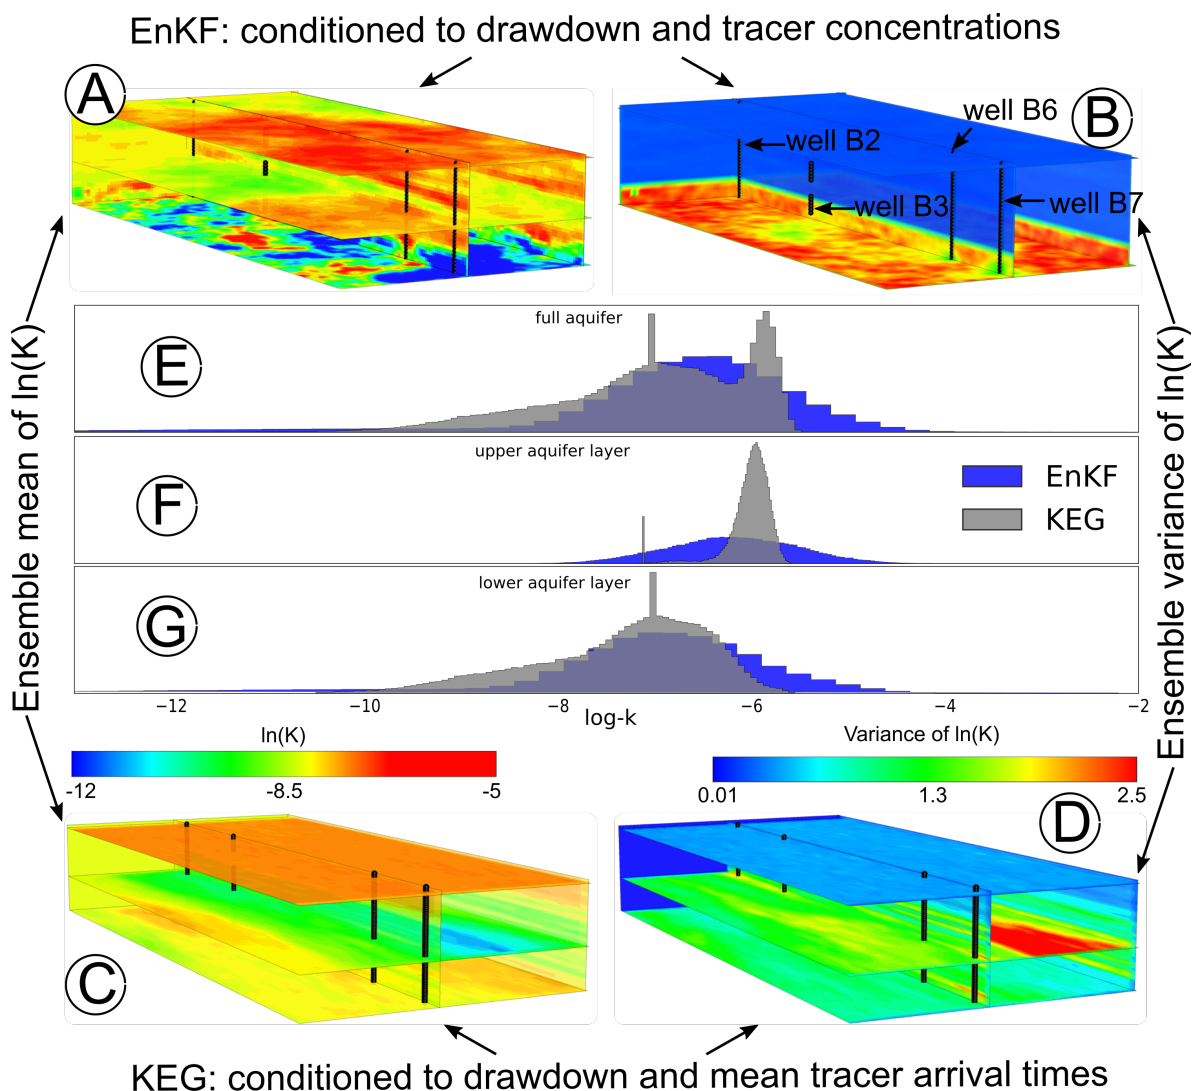 EnKF: conditioned to drawdown and tracer concentrations
A
B
well B6
well B2
well B3
well B7
Ensemble mean of ln(K)
Ensemble variance of ln(K)
E
full aquifer
F
upper aquifer layer
EnKF
KEG
G
lower aquifer layer
−12 −10 −8 −6 −4 −2
log-k
ln(K)
-12 -8.5 -5
Variance of ln(K)
0.01 1.3 2.5
C
D
KEG: conditioned to drawdown and mean tracer arrival times